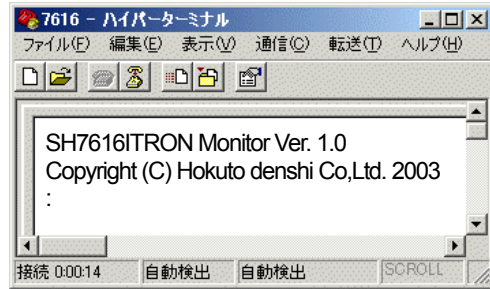 7616 - ハイパーターミナル
ファイル(F) 編集(E) 表示(V) 通信(C) 転送(T) ヘルプ(H)
SH7616ITRON Monitor Ver. 1.0
Copyright (C) Hokuto denshi Co,Ltd. 2003
:
接続 0:00:14 自動検出 自動検出 SCROLL